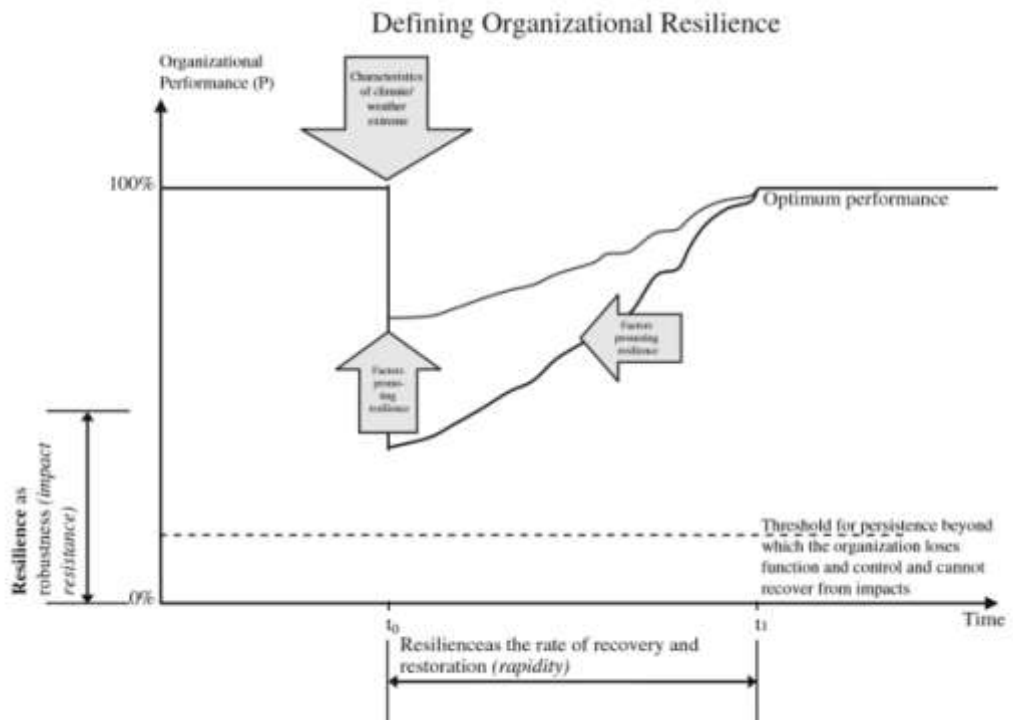 Defining Organizational Resilience
Organizational
Performance (P)
Characteristics
of climate/
weather
extreme
100%
Optimum performance
Factors
promoting
resilience
Factors
promo-
ting
resilience
Resilience as
robustness (impact
resistance)
Threshold for persistence beyond
which the organization loses
function and control and cannot
recover from impacts
0%
Time
t0
t1
Resilienceas the rate of recovery and
restoration (rapidity)